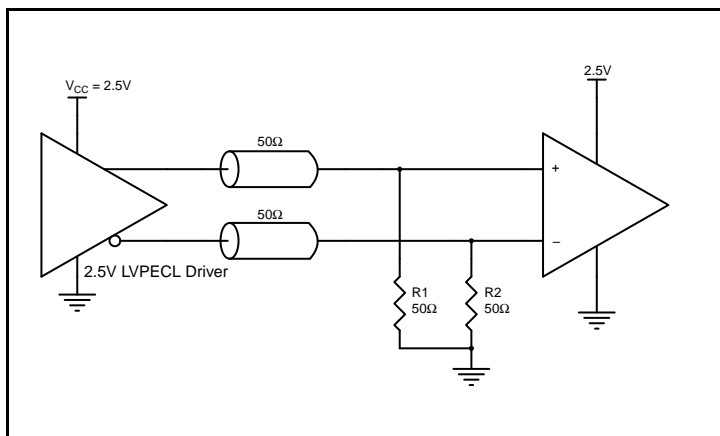 V_CC = 2.5V
2.5V
50Ω
50Ω
+
−
2.5V LVPECL Driver
R1
50Ω
R2
50Ω